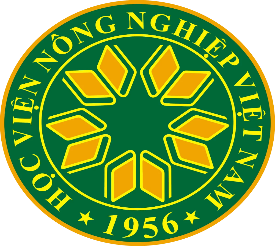 HỌC VIỆN NÔNG NGHIỆP VIỆT NAM
★ 1956 ★